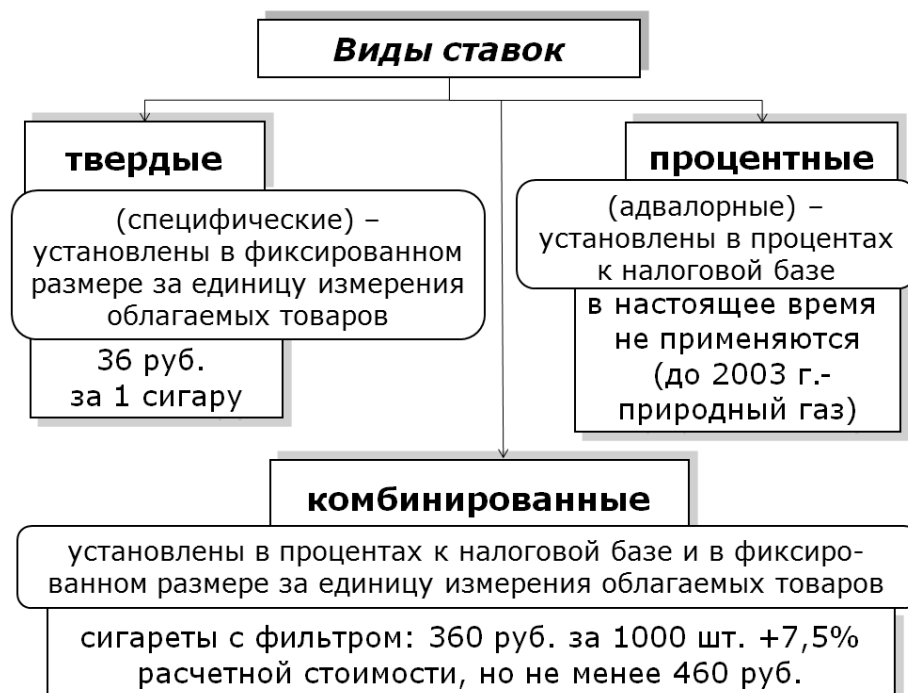 Виды ставок
твердые
(специфические) –
установлены в фиксированном
размере за единицу измерения
облагаемых товаров
36 руб.
за 1 сигару
процентные
(адвалорные) –
установлены в процентах
к налоговой базе
в настоящее время
не применяются
(до 2003 г.-
природный газ)
комбинированные
установлены в процентах к налоговой базе и в фиксиро-
ванном размере за единицу измерения облагаемых товаров
сигареты с фильтром: 360 руб. за 1000 шт. +7,5%
расчетной стоимости, но не менее 460 руб.